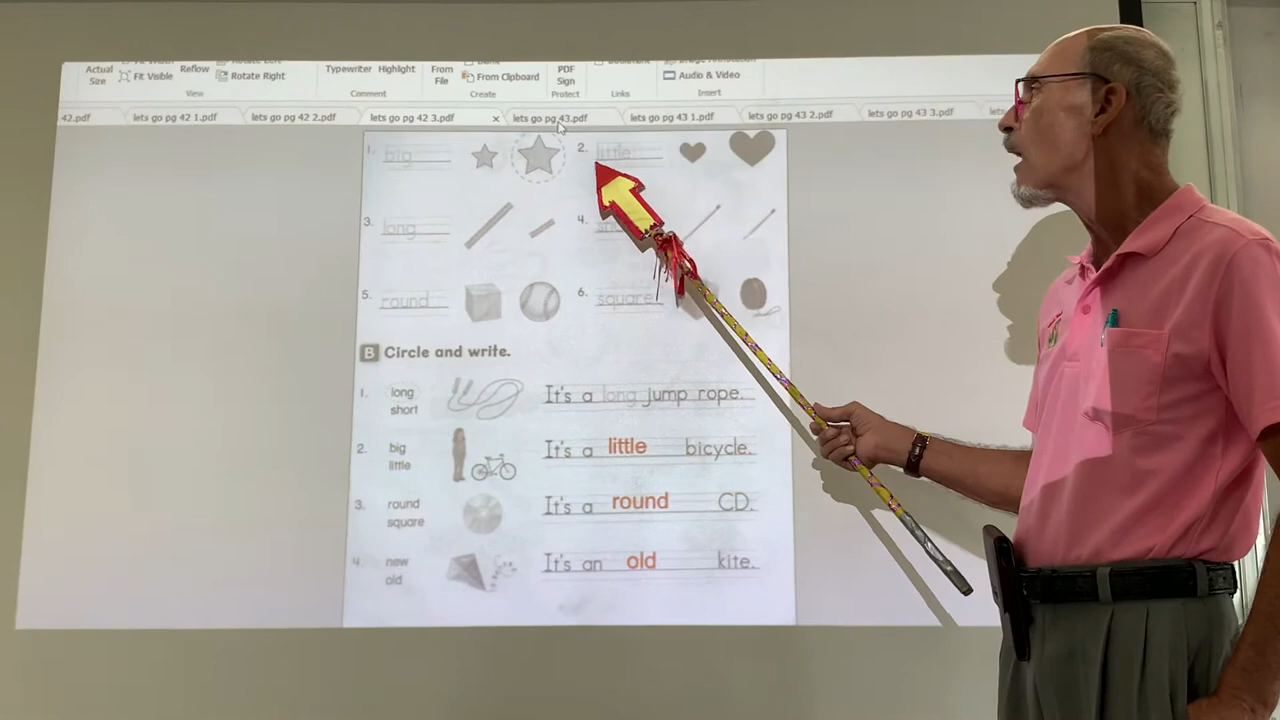 Actual Size Fit Visible Reflow Rotate Right Typewriter Highlight From File From Clipboard PDF Sign Audio & Video
View Comment Create Protect Links Insert
42.pdf lets go pg 42 1.pdf lets go pg 42 2.pdf lets go pg 42 3.pdf × lets go pg 43.pdf lets go pg 43 1.pdf lets go pg 43 2.pdf lets go pg 43 3.pdf lets
1. big 2. little
3. long 4.
5. round 6. square
B Circle and write.
1. long short It's a long jump rope.
2. big little It's a little bicycle.
3. round square It's a round CD.
4. new old It's an old kite.